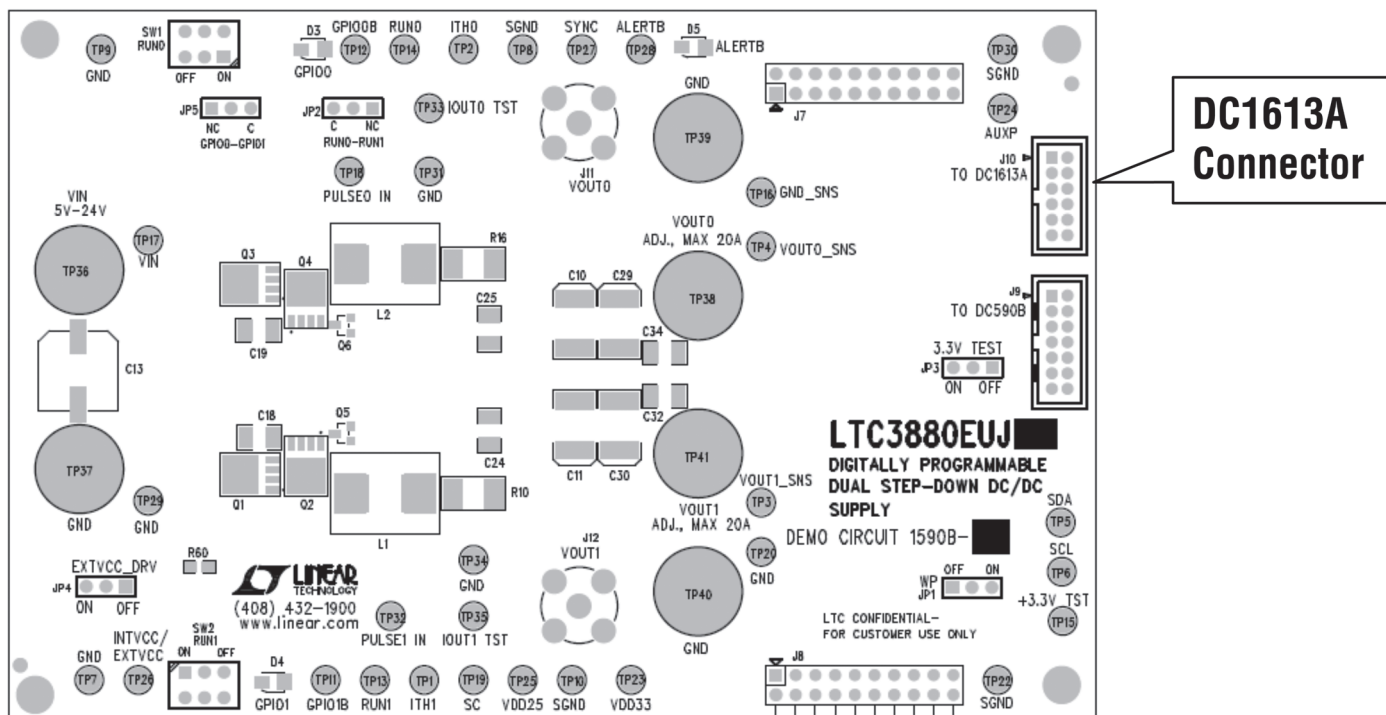 GPIO0B RUN0 ITH0 SGND SYNC ALERTB
SW1
RUN0
D3
D5
TP9
TP12 TP14 TP2 TP8 TP27 TP28
ALERTB
TP30
GND
OFF ON
GPIO0
GND
SGND
JP5
NC C
GPIO0-GPIO1
JP2
C NC
RUN0-RUN1
TP33 IOUT0 TST
TP39
J7
TP24
AUXP
DC1613A
Connector
J10
TO DC1613A
TP18
PULSE0 IN
TP31
GND
J11
VOUT0
TP16 GND_SNS
VIN
5V-24V
TP17
VIN
TP36
VOUT0
ADJ., MAX 20A
TP4 VOUT0_SNS
R16
Q3 Q4
C10 C29
TP38
J9
TO DC590B
L2
C25
C19
Q6
C34
3.3V TEST
JP3
ON OFF
C13
C18
Q5
C32
LTC3880EUJ
DIGITALLY PROGRAMMABLE
DUAL STEP-DOWN DC/DC
SUPPLY
TP37
TP41
C24
C11 C30
VOUT1_SNS
TP3
Q1 Q2
R10
GND
TP29
GND
VOUT1
ADJ., MAX 20A
SDA
TP5
DEMO CIRCUIT 1590B-
L1
J12
VOUT1
TP20
GND
SCL
TP6
R60
EXTVCC_DRV
JP4
ON OFF
LINEAR
TECHNOLOGY
(408) 432-1900
www.linear.com
TP34
GND
TP40
OFF ON
WP
JP1
+3.3V TST
TP15
TP32
PULSE1 IN
TP35
IOUT1 TST
LTC CONFIDENTIAL-
FOR CUSTOMER USE ONLY
GND
INTVCC/
EXTVCC
SW2
RUN1
ON OFF
GND
J8
TP7 TP26
D4
GPIO1
TP11 TP13 TP1 TP19 TP25 TP10 TP23
GPIO1B RUN1 ITH1 SC VDD25 SGND VDD33
TP22
SGND